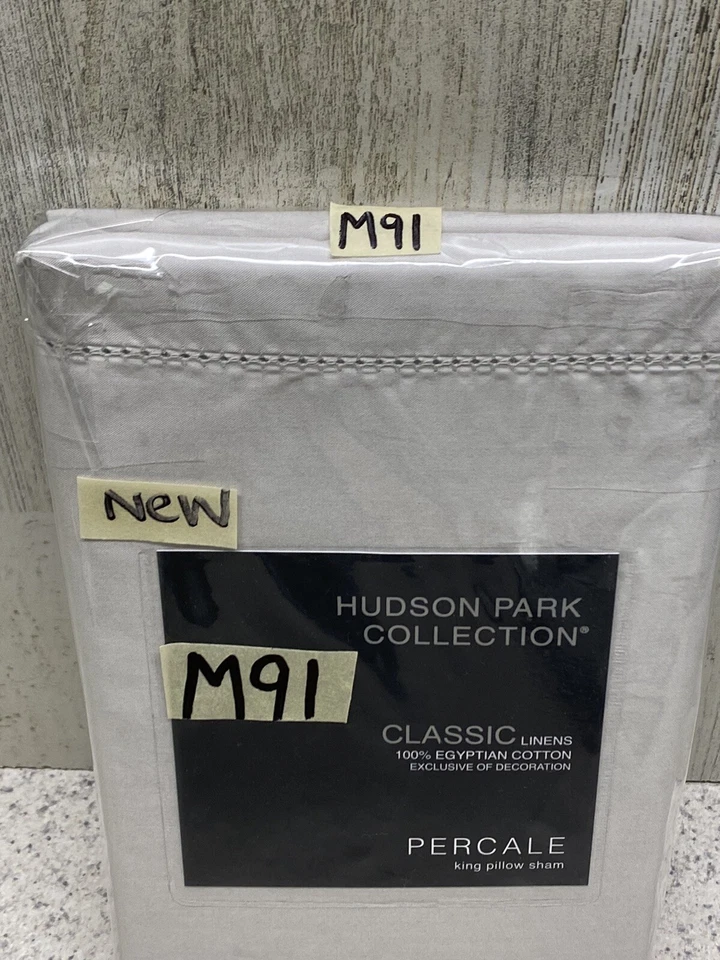 M91
New
HUDSON PARK
COLLECTION®
M91
CLASSIC LINENS
100% EGYPTIAN COTTON
EXCLUSIVE OF DECORATION
PERCALE
king pillow sham